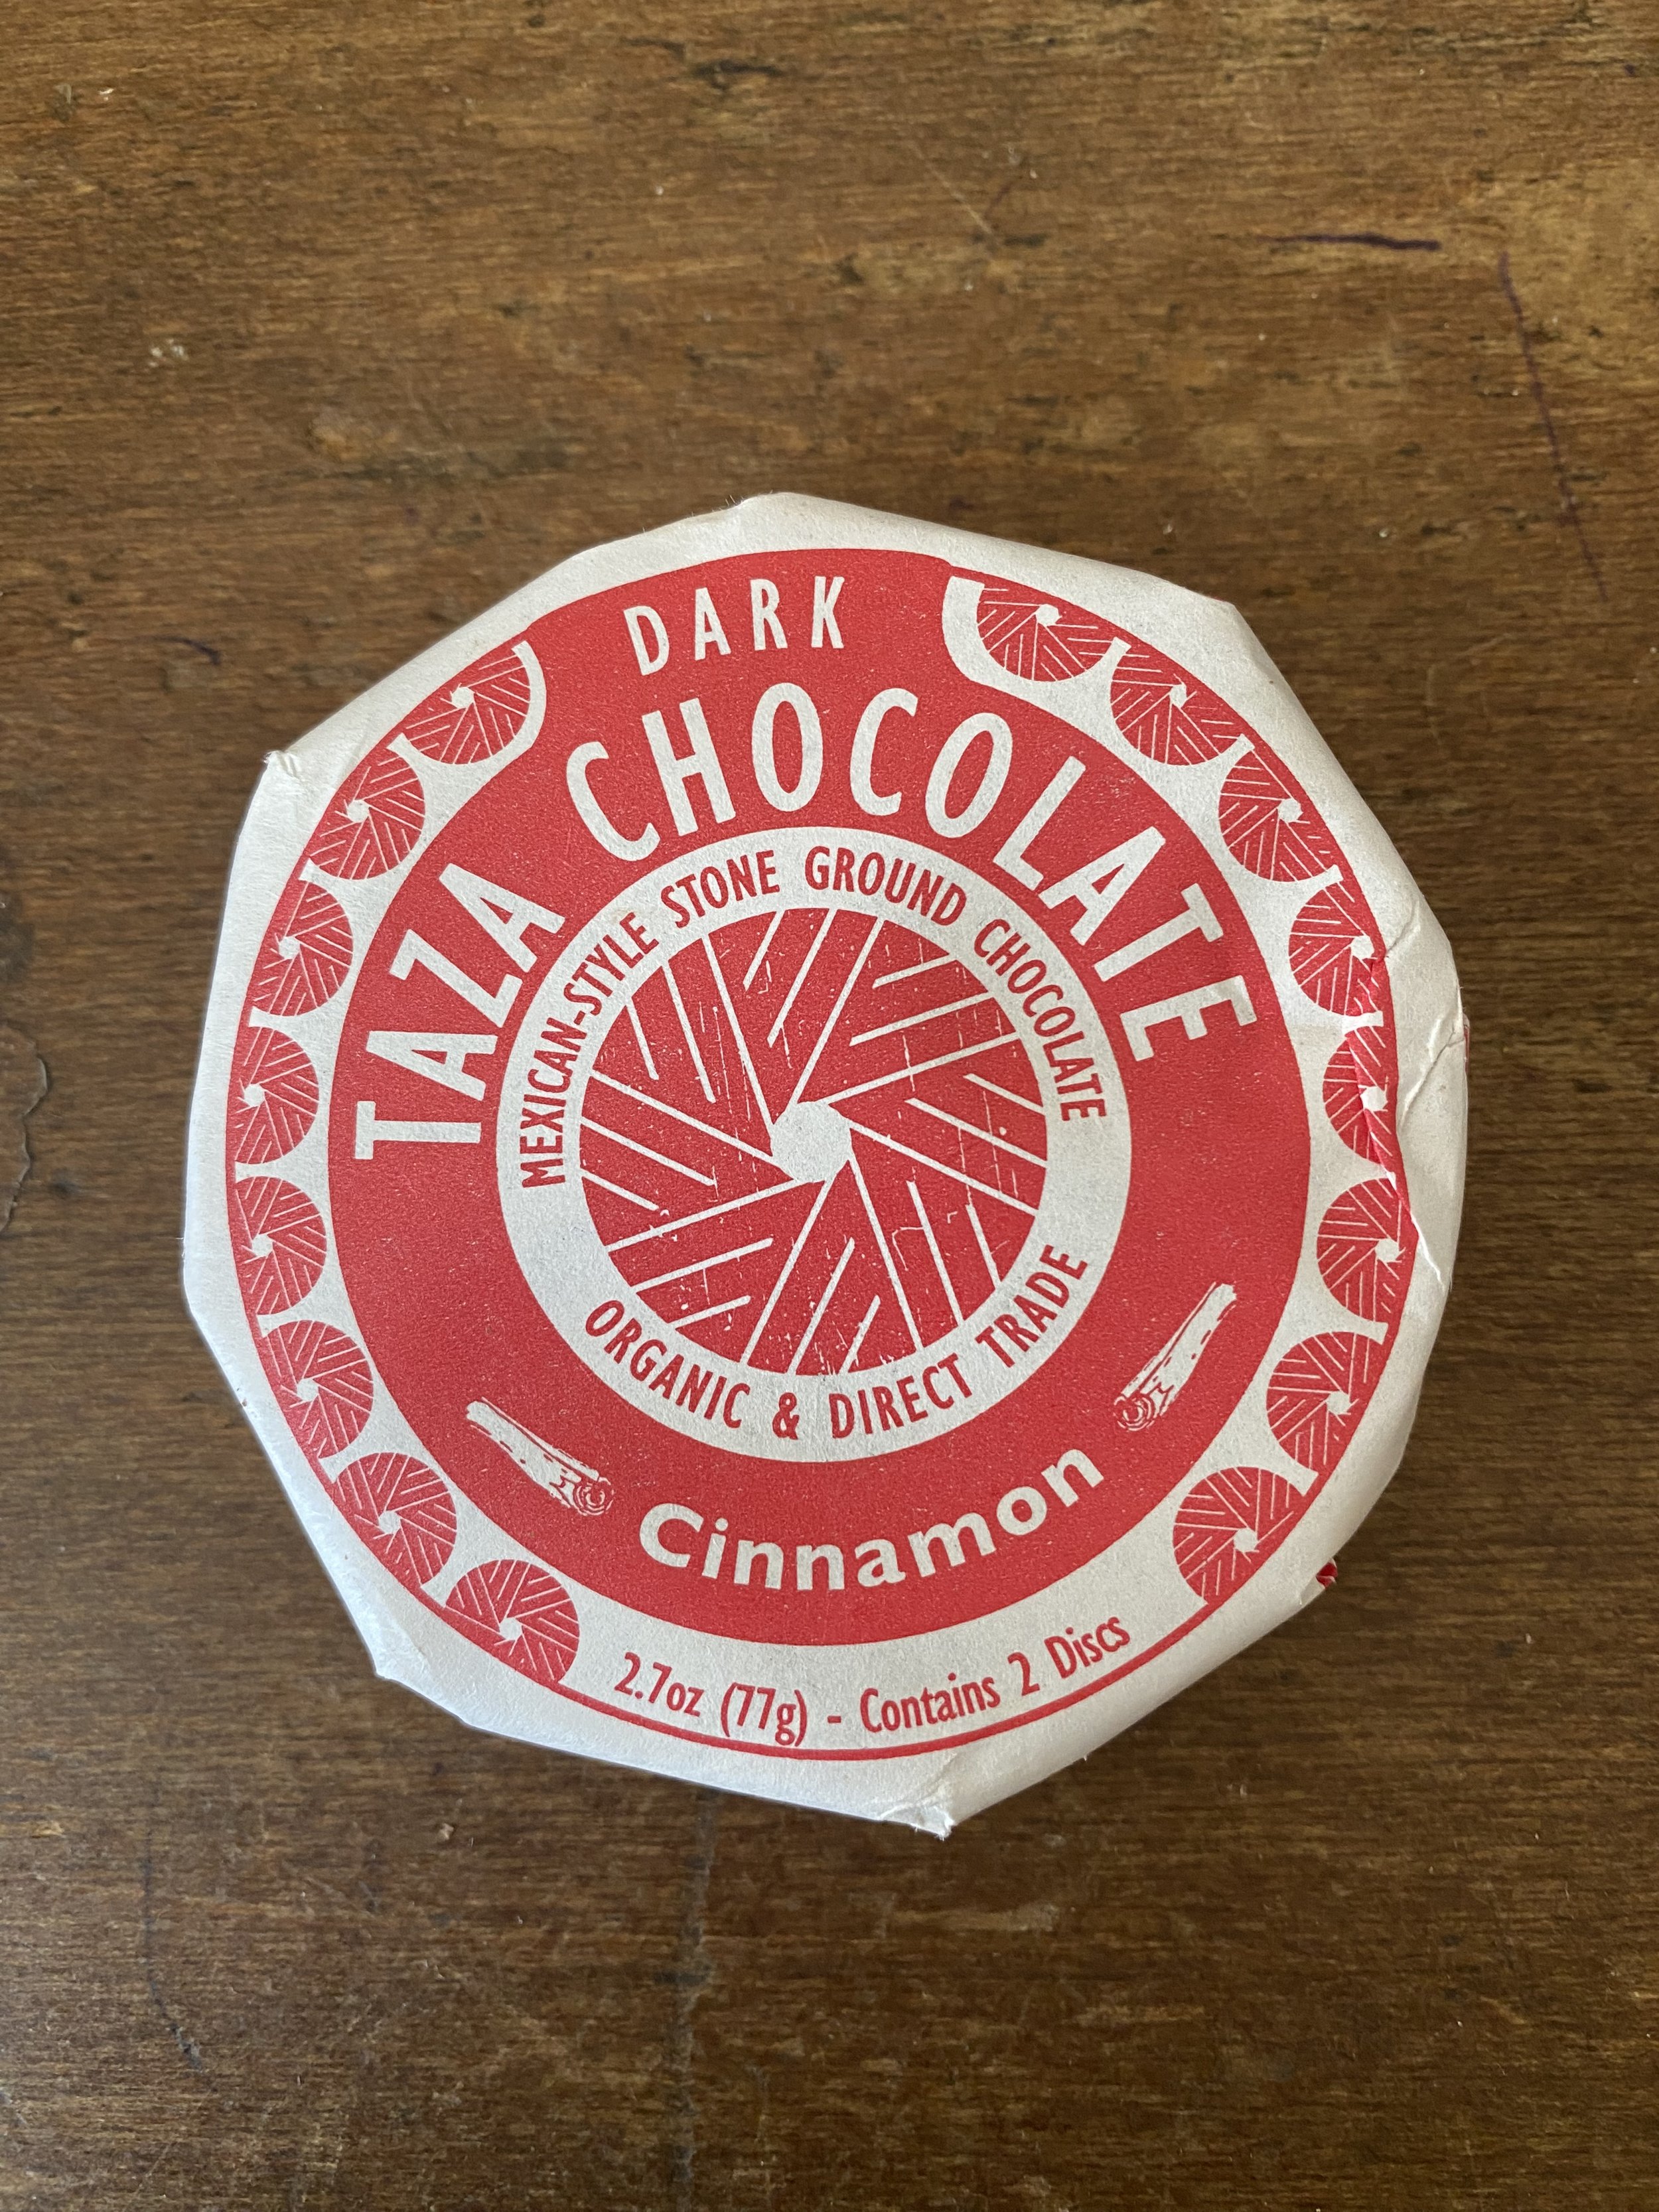 DARK
TAZA CHOCOLATE
MEXICAN-STYLE STONE GROUND CHOCOLATE
ORGANIC & DIRECT TRADE
Cinnamon
2.7oz (77g) - Contains 2 Discs